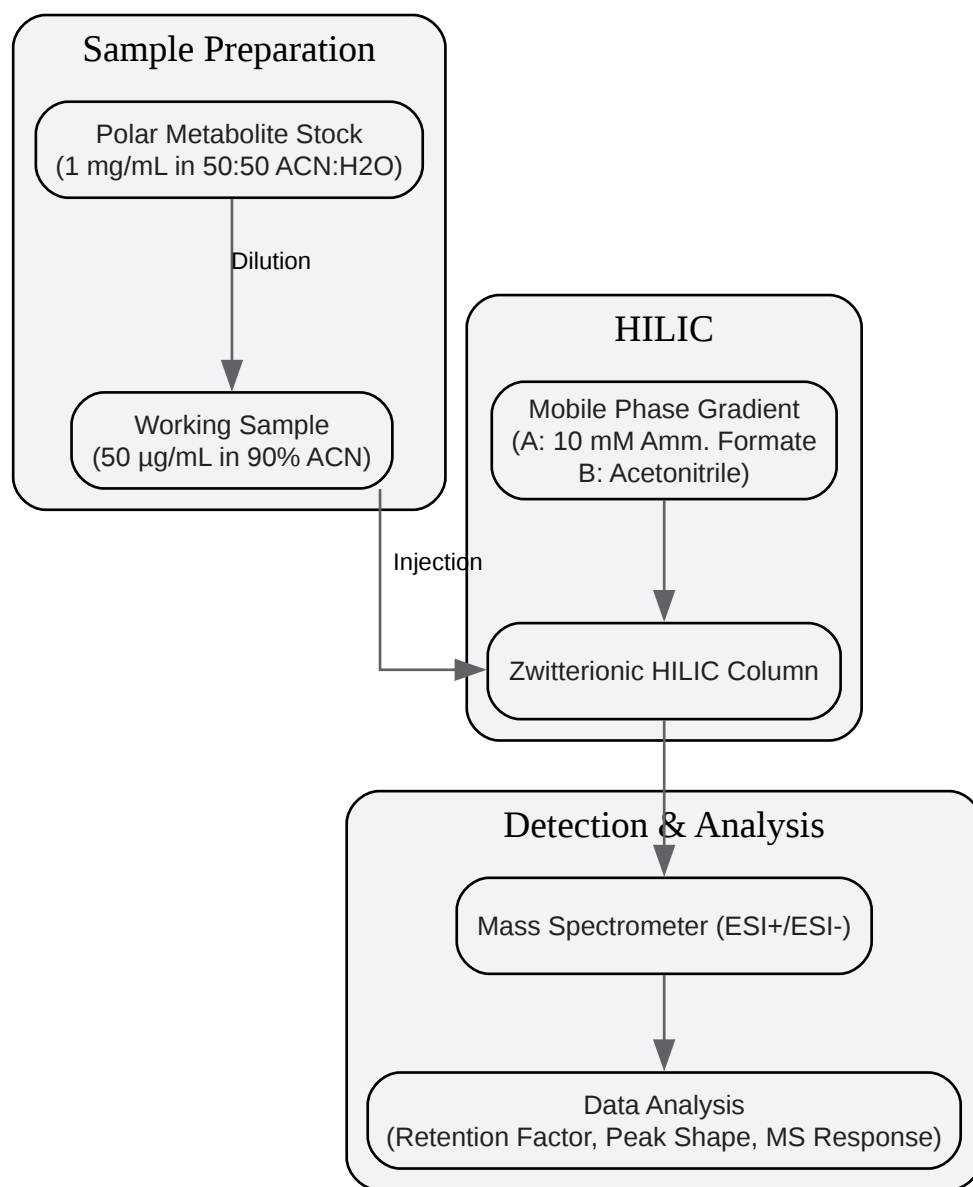 Sample Preparation
Polar Metabolite Stock
(1 mg/mL in 50:50 ACN:H2O)
Dilution
Working Sample
(50 µg/mL in 90% ACN)
Injection
HILIC
Mobile Phase Gradient
(A: 10 mM Amm. Formate
B: Acetonitrile)
Zwitterionic HILIC Column
Detection & Analysis
Mass Spectrometer (ESI+/ESI-)
Data Analysis
(Retention Factor, Peak Shape, MS Response)